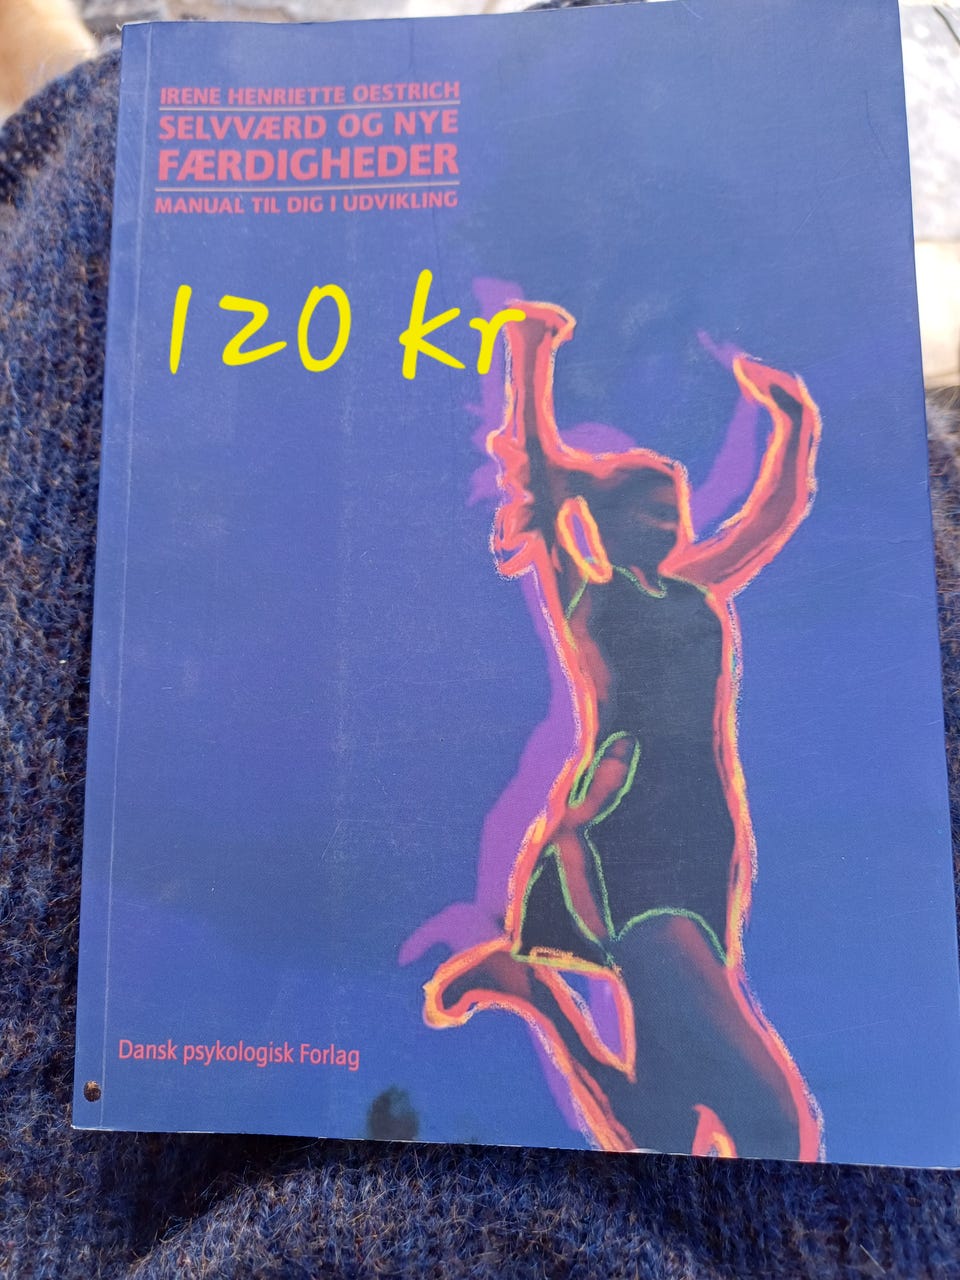 IRENE HENRIETTE OESTRICH
SELVVÆRD OG NYE
FÆRDIGHEDER
MANUAL TIL DIG I UDVIKLING
120 kr
Dansk psykologisk Forlag